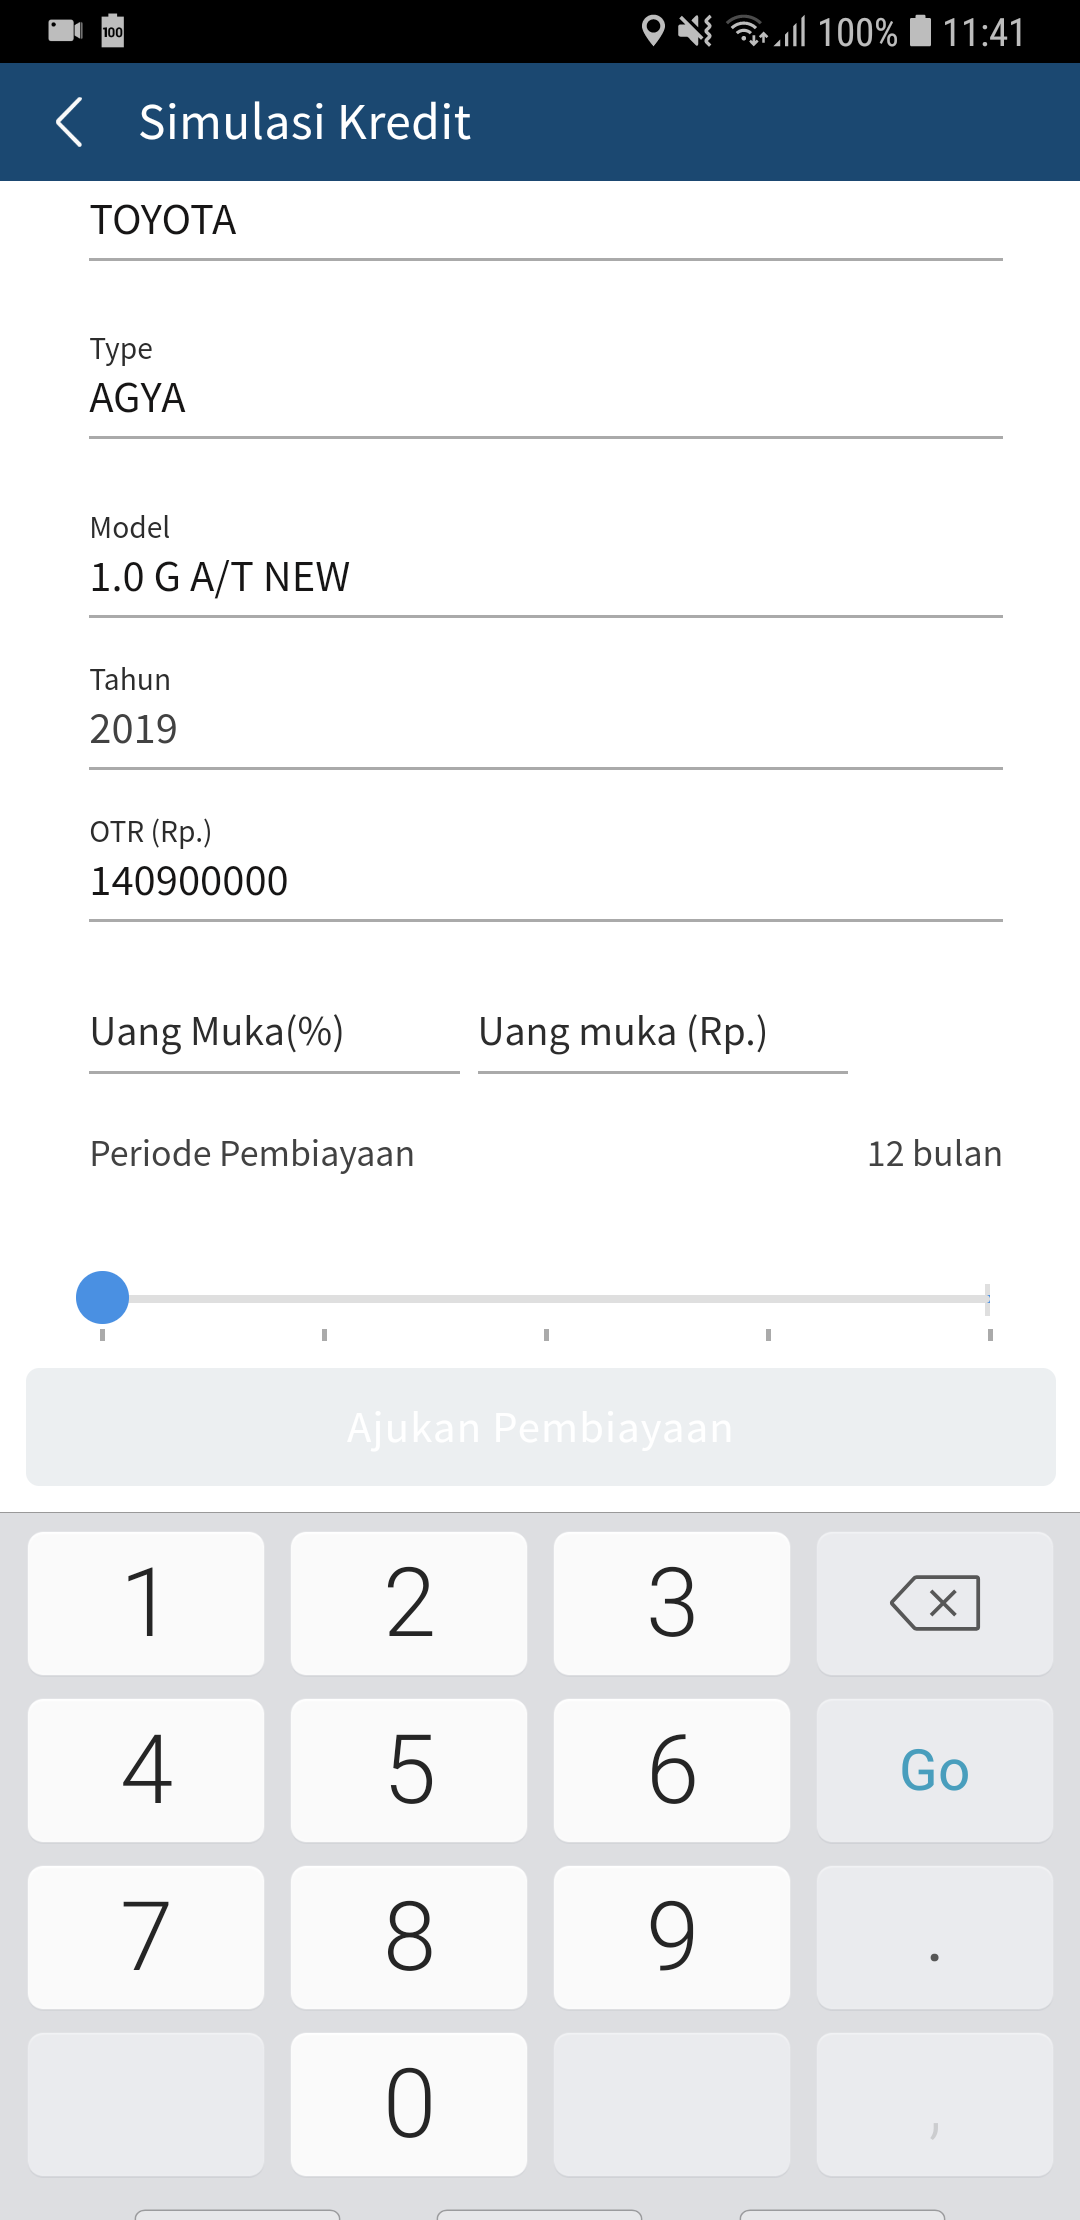 100 100% 11:41
Simulasi Kredit
TOYOTA
Type
AGYA
Model
1.0 G A/T NEW
Tahun
2019
OTR (Rp.)
140900000
Uang Muka(%) Uang muka (Rp.)
Periode Pembiayaan 12 bulan
Ajukan Pembiayaan
1 2 3
4 5 6 Go
7 8 9 .
0 ,